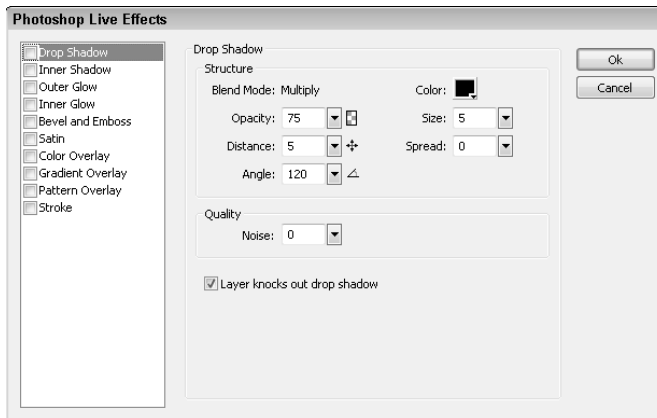 Photoshop Live Effects
Drop Shadow
Inner Shadow
Outer Glow
Inner Glow
Bevel and Emboss
Satin
Color Overlay
Gradient Overlay
Pattern Overlay
Stroke
Drop Shadow
Structure
Blend Mode: Multiply Color:
Opacity: 75 Size: 5
Distance: 5 Spread: 0
Angle: 120
Quality
Noise: 0
Layer knocks out drop shadow
Ok
Cancel